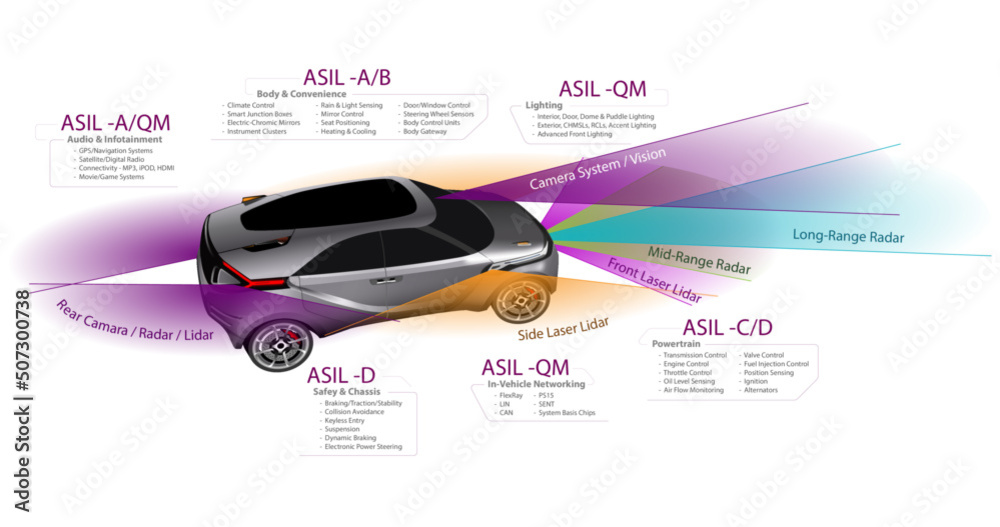 ASIL -A/B
Body & Convenience
- Climate Control
- Smart Junction Boxes
- Electric-Chromic Mirrors
- Instrument Clusters
- Rain & Light Sensing
- Mirror Control
- Seat Positioning
- Heating & Cooling
- Door/Window Control
- Steering Wheel Sensors
- Body Control Units
- Body Gateway
ASIL -QM
Lighting
- Interior, Door, Dome & Puddle Lighting
- Exterior, CHMSLs, RCLs, Accent Lighting
- Advanced Front Lighting
ASIL -A/QM
Audio & Infotainment
- GPS/Navigation Systems
- Satellite/Digital Radio
- Connectivity - MP3, iPOD, HDMI
- Movie/Game Systems
Camera System / Vision
Long-Range Radar
Mid-Range Radar
Front Laser Lidar
Side Laser Lidar
Rear Camara / Radar / Lidar
ASIL -C/D
Powertrain
- Transmission Control
- Engine Control
- Throttle Control
- Oil Level Sensing
- Air Flow Monitoring
- Valve Control
- Fuel Injection Control
- Position Sensing
- Ignition
- Alternators
ASIL -D
Safey & Chassis
- Braking/Traction/Stability
- Collision Avoidance
- Keyless Entry
- Suspension
- Dynamic Braking
- Electronic Power Steering
ASIL -QM
In-Vehicle Networking
- FlexRay
- LIN
- CAN
- PS15
- SENT
- System Basis Chips
Adobe Stock | #507300738